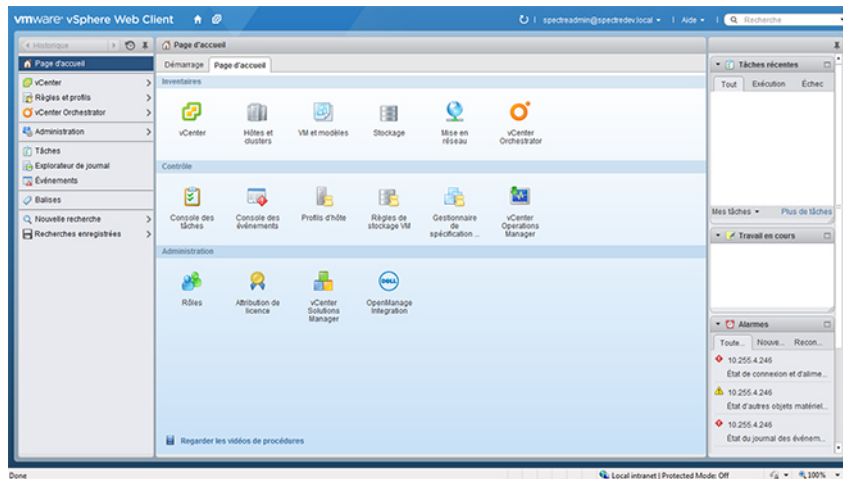 vmware® vSphere Web Client
spectreadmin@spectredev.local
Aide
Recherche
Historique
Page d'accueil
vCenter
Règles et profils
vCenter Orchestrator
Administration
Tâches
Explorateur de journal
Événements
Balises
Nouvelle recherche
Recherches enregistrées
Page d'accueil
Démarrage Page d'accueil
Inventaires
vCenter
Hôtes et
clusters
VM et modèles
Stockage
Mise en
réseau
vCenter
Orchestrator
Contrôle
Console des
tâches
Console des
événements
Profils d'hôte
Règles de
stockage VM
Gestionnaire
de
spécification ...
vCenter
Operations
Manager
Administration
Rôles
Attribution de
licence
vCenter
Solutions
Manager
DELL
OpenManage
Integration
Regarder les vidéos de procédures
Tâches récentes
Tout Exécution Échec
Mes tâches Plus de tâches
Travail en cours
Alarmes
Toute... Nouve... Recon...
10.255.4.246
État de connexion et d'alime...
10.255.4.246
État d'autres objets matériel...
10.255.4.246
État du journal des événem...
Done
Local intranet | Protected Mode: Off
100%